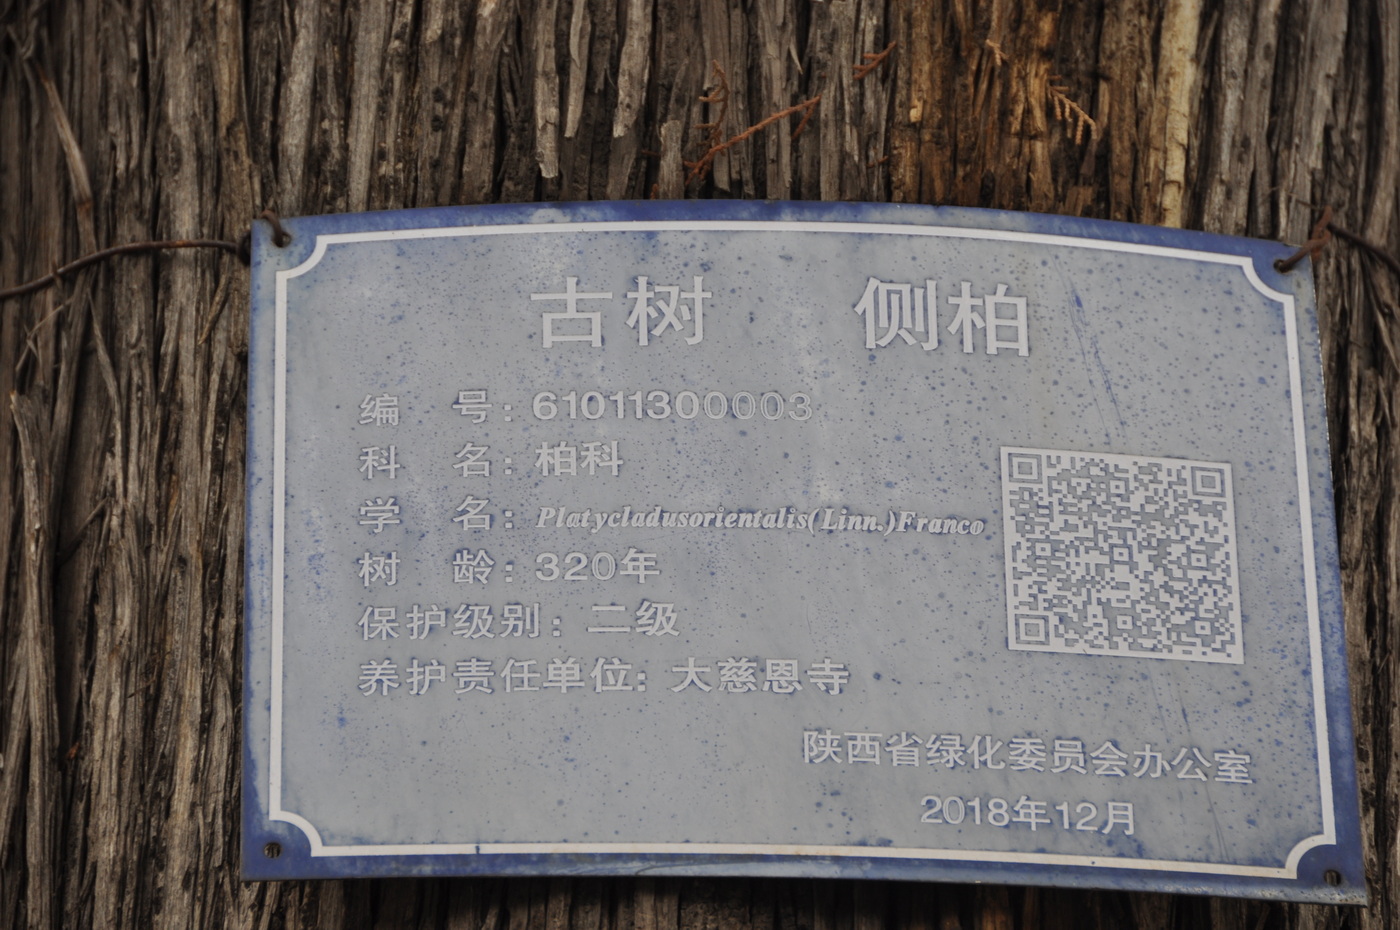 古树 侧柏
编 号：61011300003
科 名：柏科
学 名：Platycladusorientalis(Linn.)Franco
树 龄：320年
保护级别：二级
养护责任单位：大慈恩寺
陕西省绿化委员会办公室
2018年12月